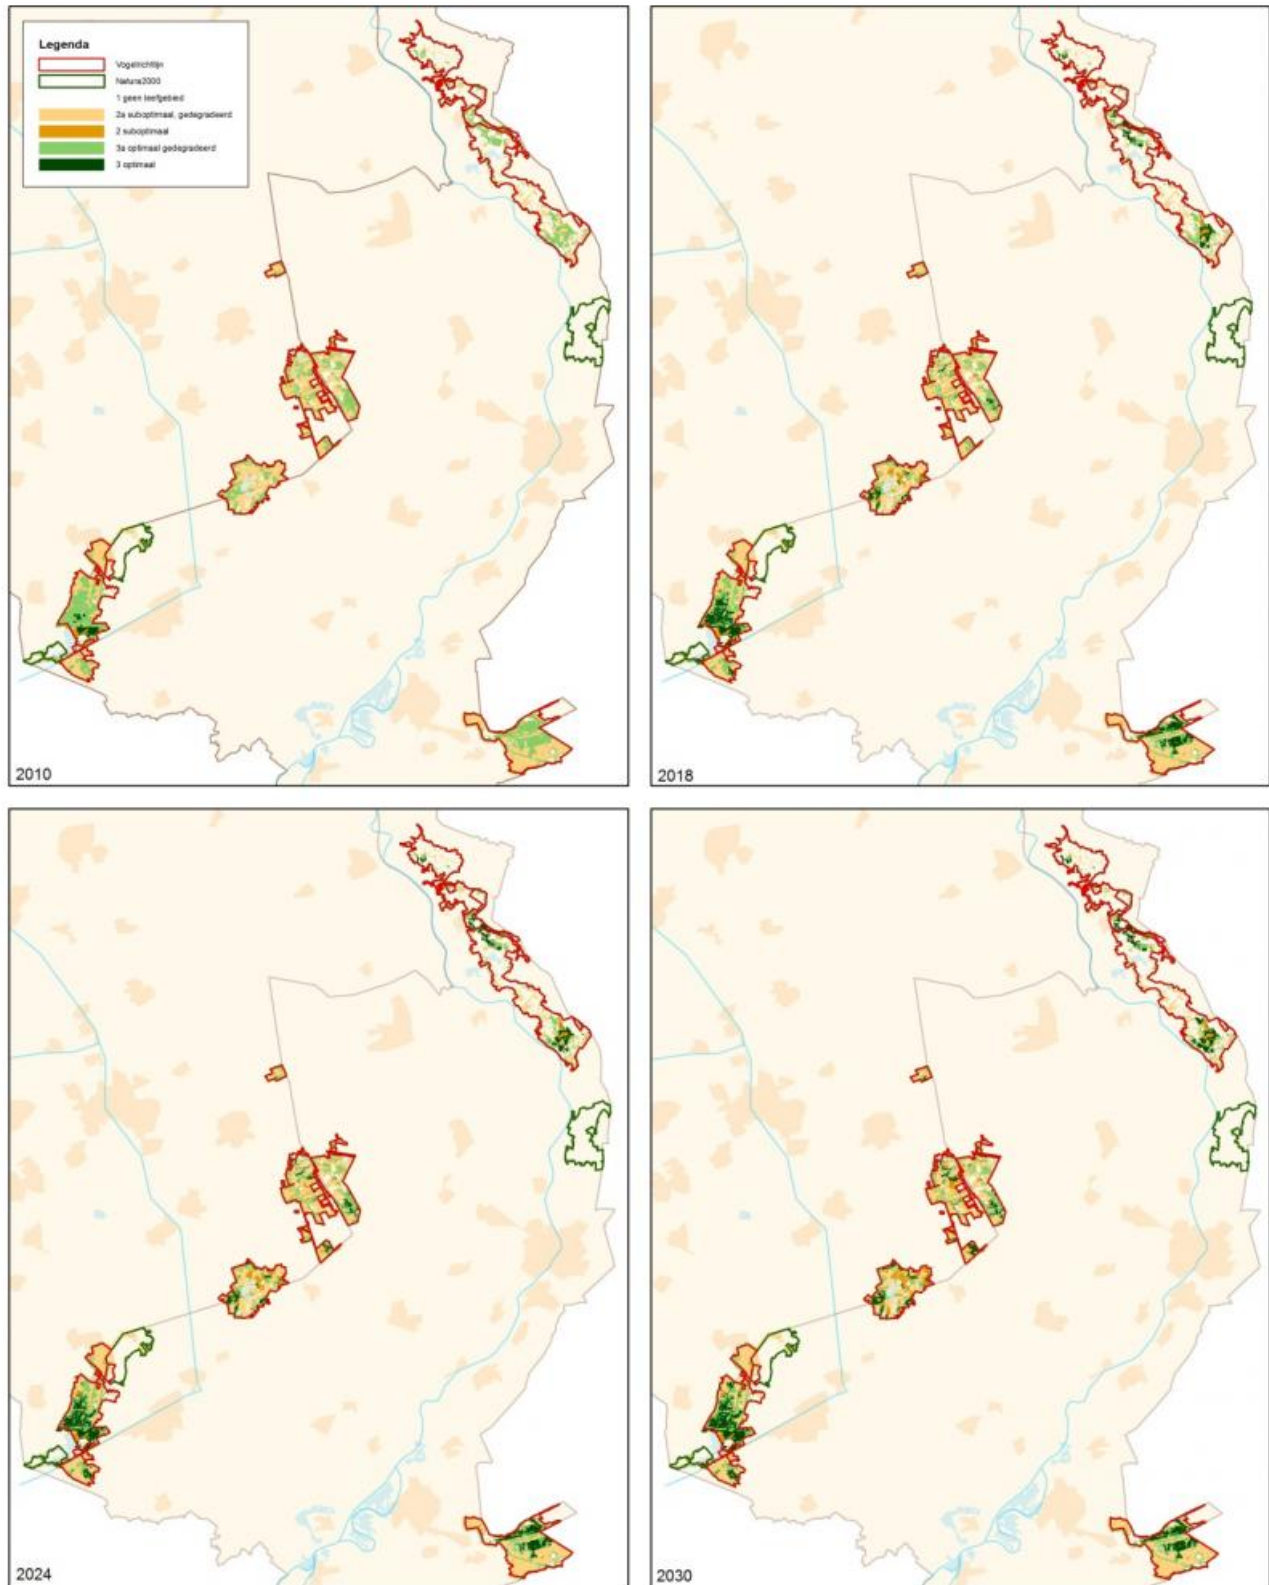 Legenda
Vogelrichtlijn
Natura2000
1 geen leefgebied
2a suboptimaal, gedegradeerd
2 suboptimaal
3a optimaal gedegradeerd
3 optimaal
2010
2018
2024
2030